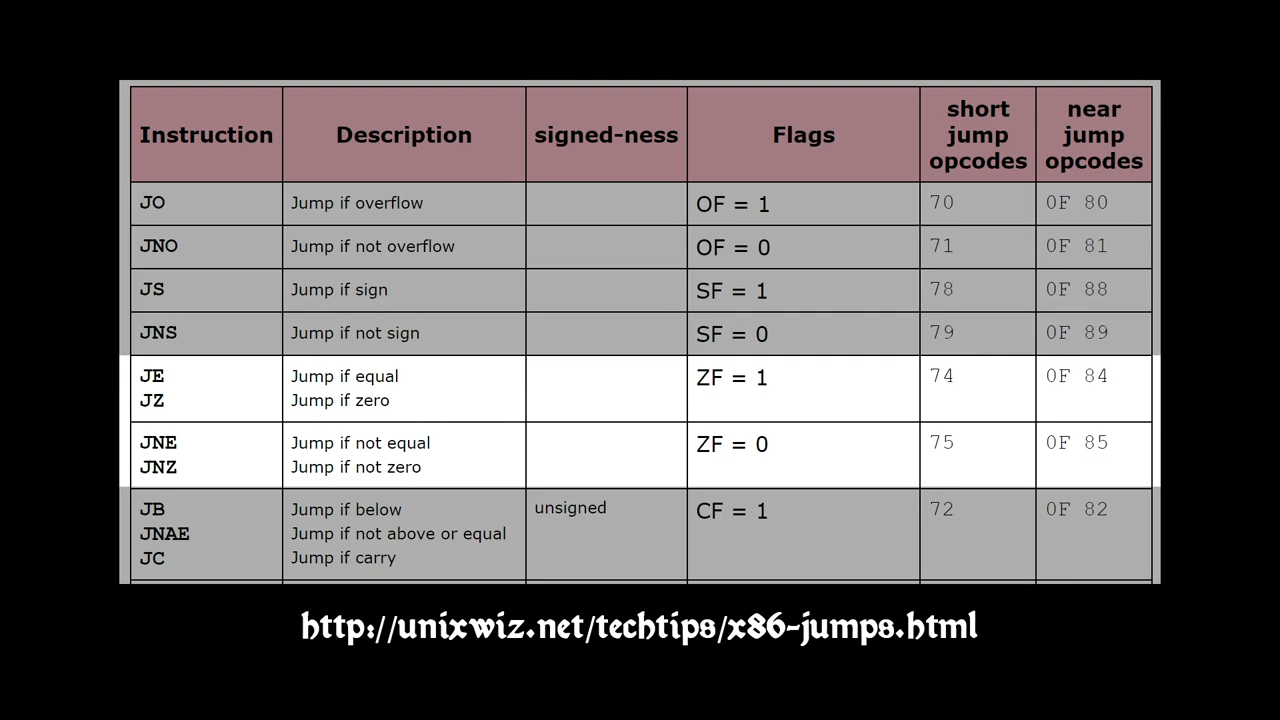 Instruction Description signed-ness Flags short jump opcodes near jump opcodes
JO Jump if overflow OF = 1 70 0F 80
JNO Jump if not overflow OF = 0 71 0F 81
JS Jump if sign SF = 1 78 0F 88
JNS Jump if not sign SF = 0 79 0F 89
JE Jump if equal ZF = 1 74 0F 84
JZ Jump if zero
JNE Jump if not equal ZF = 0 75 0F 85
JNZ Jump if not zero
JB Jump if below unsigned CF = 1 72 0F 82
JNAE Jump if not above or equal
JC Jump if carry
http://unixwiz.net/techtips/x86-jumps.html